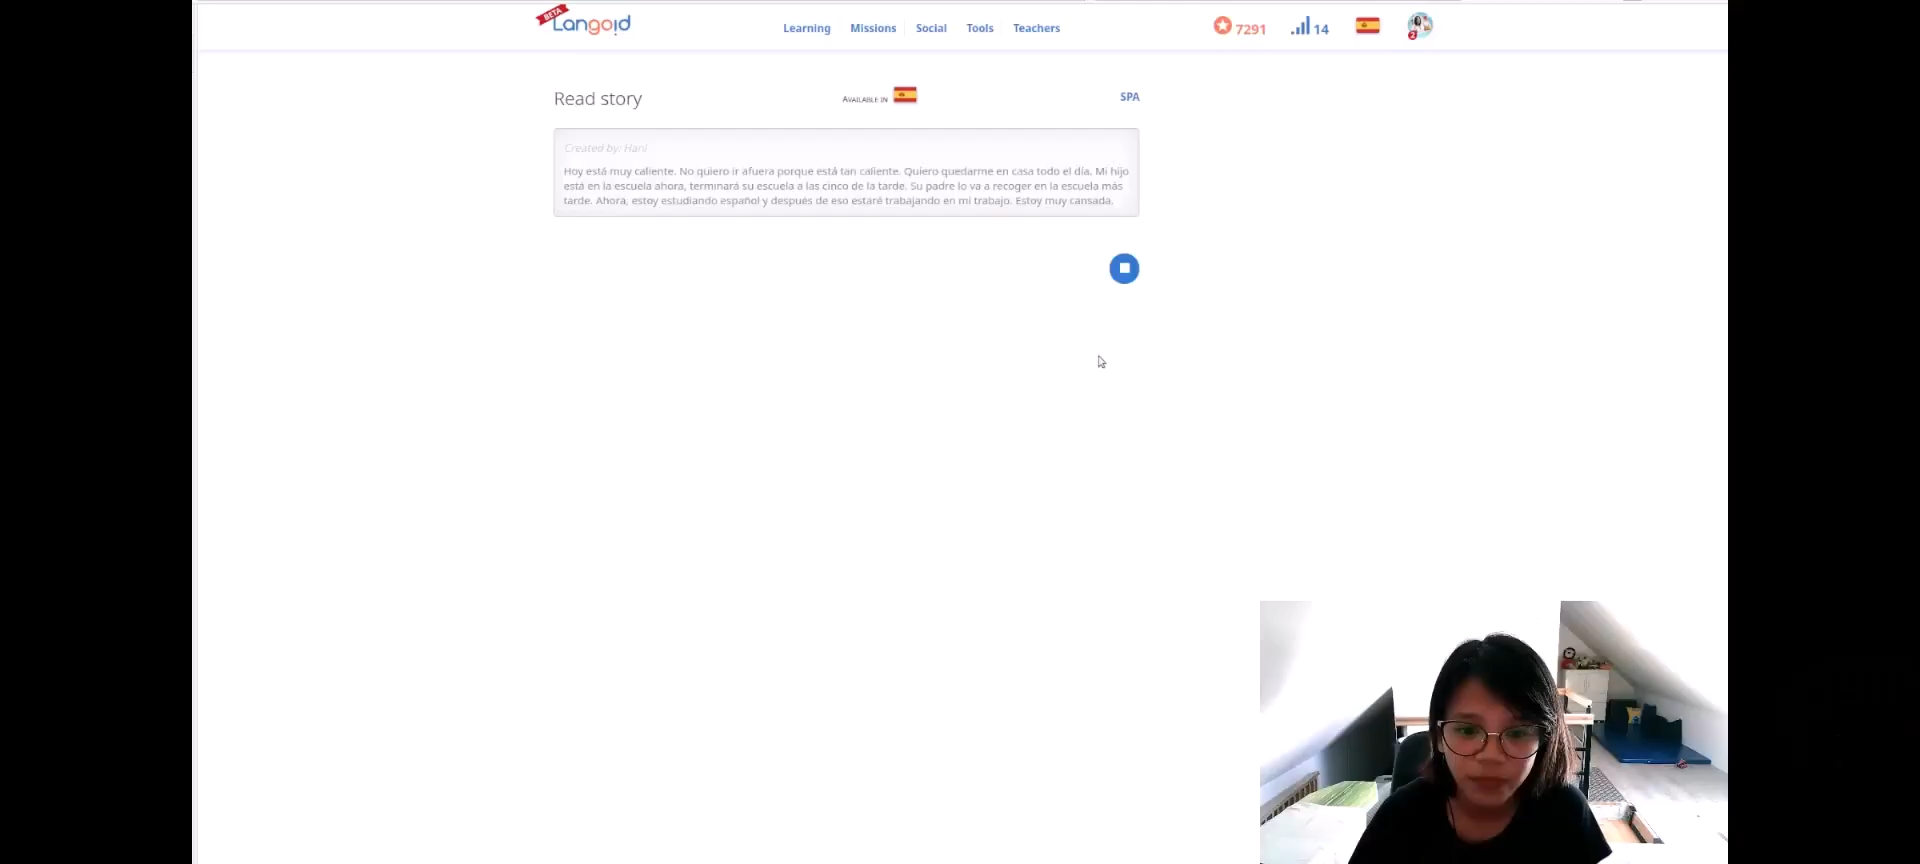 BETA
Langoid
Learning Missions Social Tools Teachers
7291 14
2
Read story
AVAILABLE IN
SPA
Created by: Hani
Hoy está muy caliente. No quiero ir afuera porque está tan caliente. Quiero quedarme en casa todo el día. Mi hijo
está en la escuela ahora, terminará su escuela a las cinco de la tarde. Su padre lo va a recoger en la escuela más
tarde. Ahora, estoy estudiando español y después de eso estaré trabajando en mi trabajo. Estoy muy cansada.